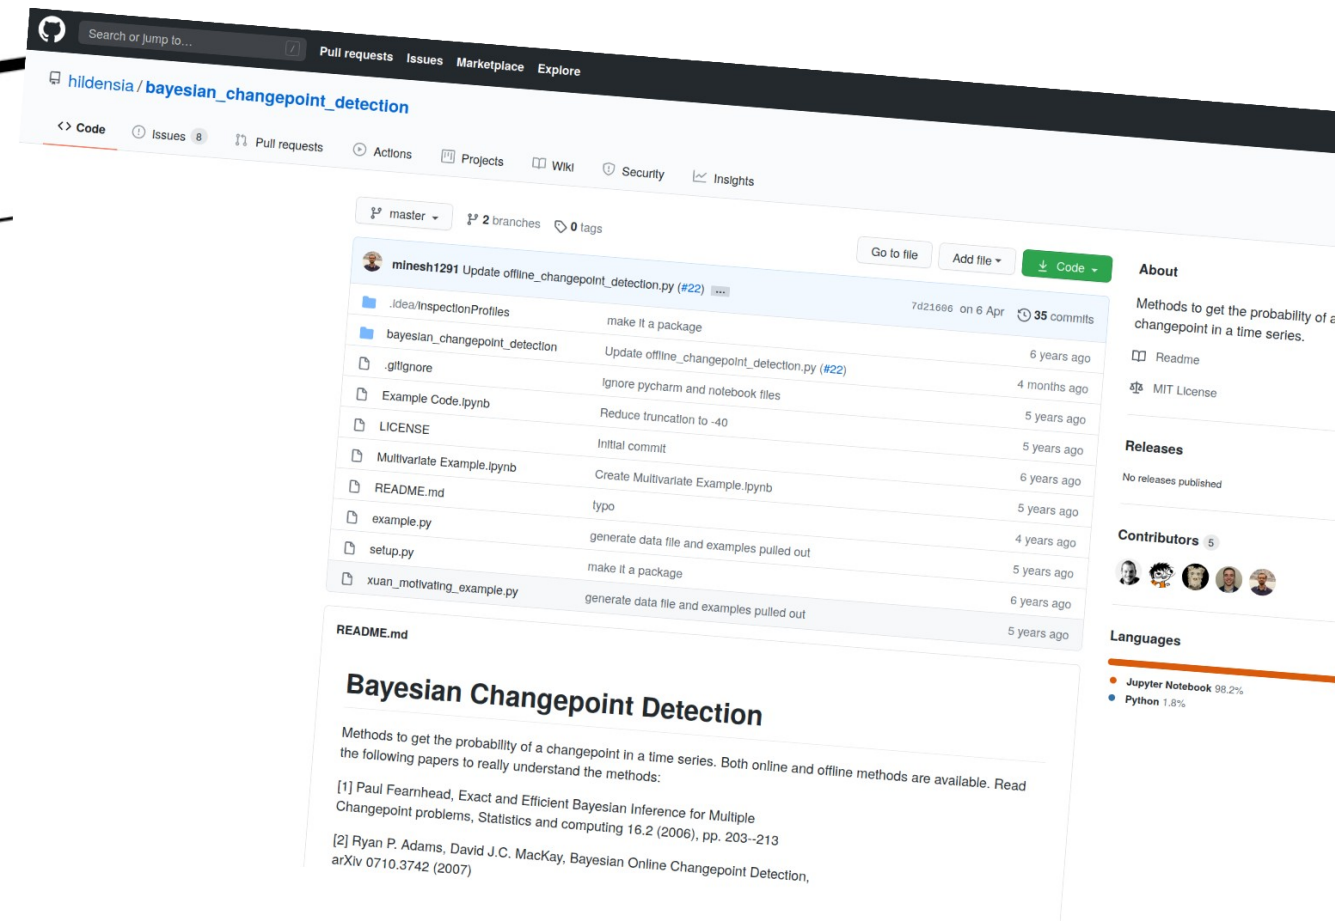 Search or jump to... /
Pull requests Issues Marketplace Explore
hildensia / bayesian_changepoint_detection
<> Code Issues 8 Pull requests Actions Projects Wiki Security Insights
master 2 branches 0 tags
Go to file Add file Code
minesh1291 Update offline_changepoint_detection.py (#22) ... 7d21606 on 6 Apr 35 commits
.idea/inspectionProfiles make it a package 6 years ago
bayesian_changepoint_detection Update offline_changepoint_detection.py (#22) 4 months ago
.gitignore Ignore pycharm and notebook files 5 years ago
Example Code.ipynb Reduce truncation to -40 5 years ago
LICENSE Initial commit 6 years ago
Multivariate Example.ipynb Create Multivariate Example.ipynb 5 years ago
README.md typo 4 years ago
example.py generate data file and examples pulled out 5 years ago
setup.py make it a package 6 years ago
xuan_motivating_example.py generate data file and examples pulled out 5 years ago
README.md
Bayesian Changepoint Detection
Methods to get the probability of a changepoint in a time series. Both online and offline methods are available. Read
the following papers to really understand the methods:
[1] Paul Fearnhead, Exact and Efficient Bayesian Inference for Multiple
Changepoint problems, Statistics and computing 16.2 (2006), pp. 203--213
[2] Ryan P. Adams, David J.C. MacKay, Bayesian Online Changepoint Detection,
arXiv 0710.3742 (2007)
About
Methods to get the probability of a
changepoint in a time series.
Readme
MIT License
Releases
No releases published
Contributors 5
Languages
Jupyter Notebook 98.2%
Python 1.8%